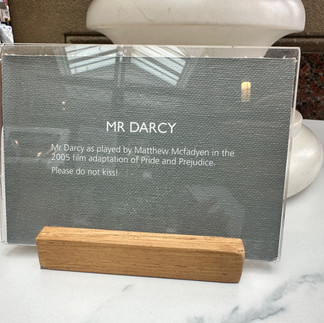 MR DARCY
Mr Darcy as played by Matthew Mcfadyen in the
2005 film adaptation of Pride and Prejudice.
Please do not kiss!